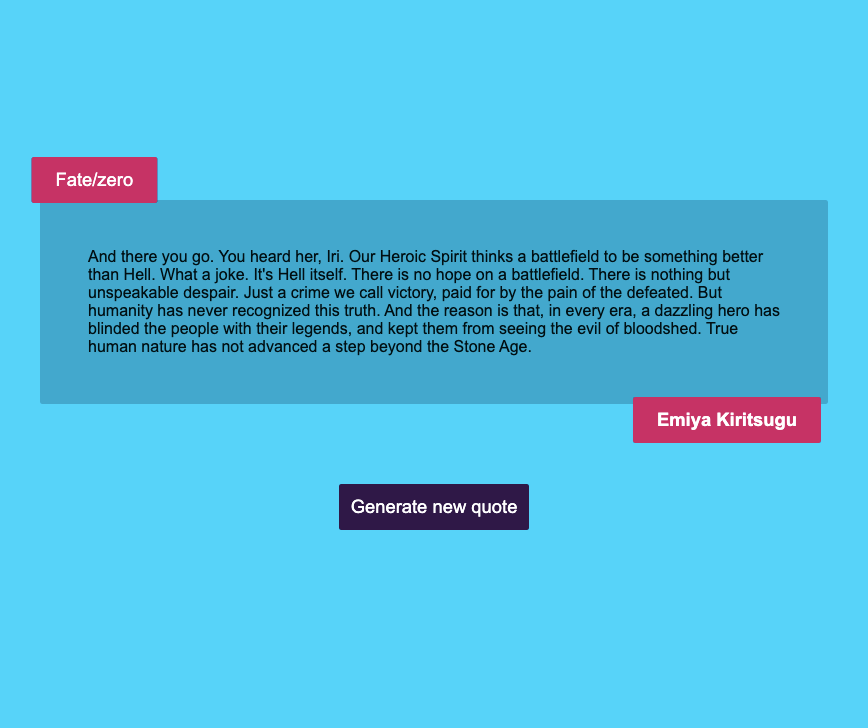 Fate/zero
And there you go. You heard her, Iri. Our Heroic Spirit thinks a battlefield to be something better
than Hell. What a joke. It's Hell itself. There is no hope on a battlefield. There is nothing but
unspeakable despair. Just a crime we call victory, paid for by the pain of the defeated. But
humanity has never recognized this truth. And the reason is that, in every era, a dazzling hero has
blinded the people with their legends, and kept them from seeing the evil of bloodshed. True
human nature has not advanced a step beyond the Stone Age.
Emiya Kiritsugu
Generate new quote